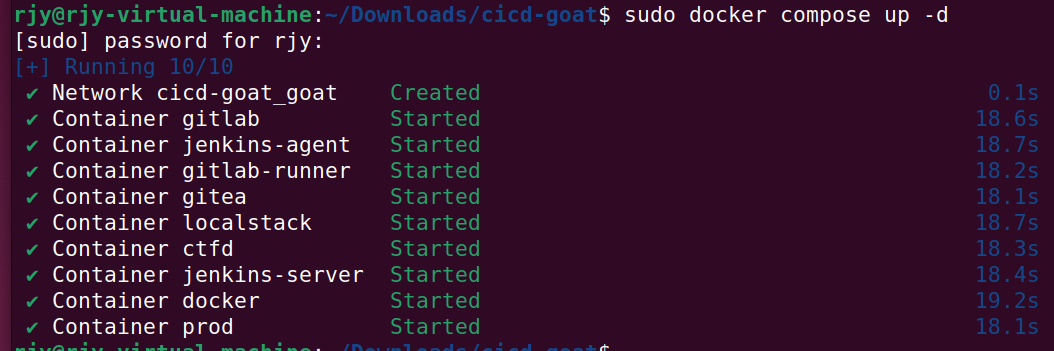 rjy@rjy-virtual-machine:~/Downloads/cicd-goat$ sudo docker compose up -d
[sudo] password for rjy:
[+] Running 10/10
✔ Network cicd-goat_goat Created 0.1s
✔ Container gitlab Started 18.6s
✔ Container jenkins-agent Started 18.7s
✔ Container gitlab-runner Started 18.2s
✔ Container gitea Started 18.1s
✔ Container localstack Started 18.7s
✔ Container ctfd Started 18.3s
✔ Container jenkins-server Started 18.4s
✔ Container docker Started 19.2s
✔ Container prod Started 18.1s
rjy@rjy-virtual-machine:~/Downloads/cicd-goat$